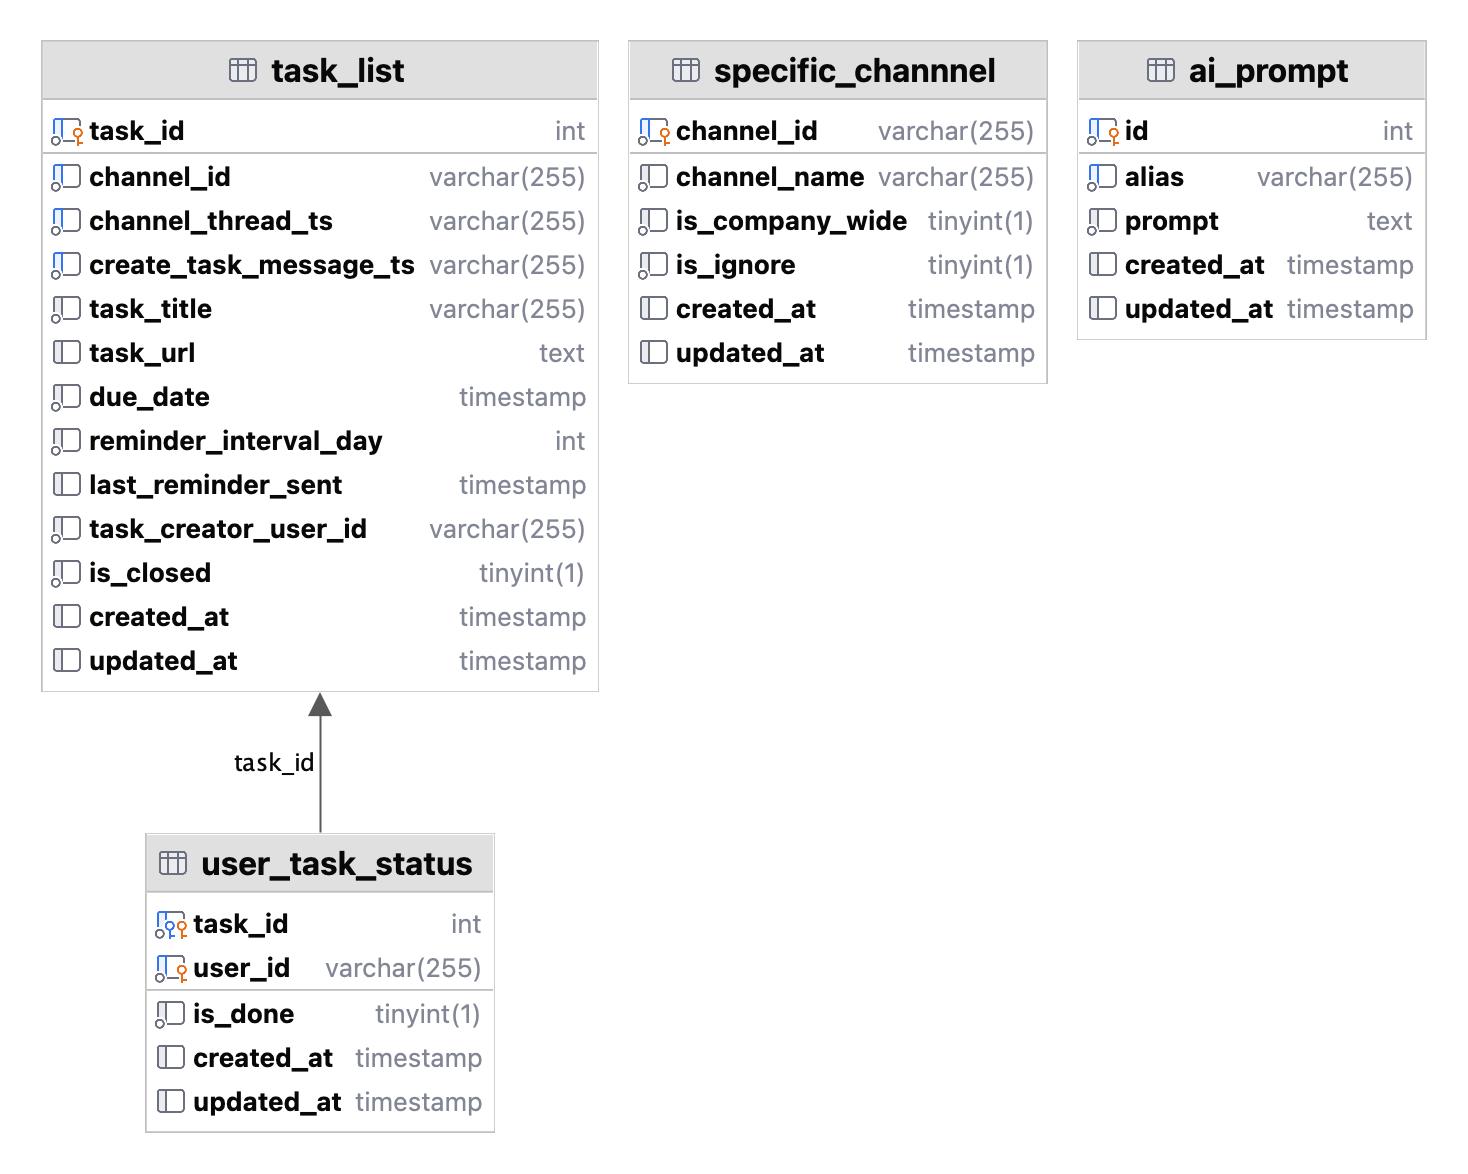 task_list
task_id int
channel_id varchar(255)
channel_thread_ts varchar(255)
create_task_message_ts varchar(255)
task_title varchar(255)
task_url text
due_date timestamp
reminder_interval_day int
last_reminder_sent timestamp
task_creator_user_id varchar(255)
is_closed tinyint(1)
created_at timestamp
updated_at timestamp
specific_channnel
channel_id varchar(255)
channel_name varchar(255)
is_company_wide tinyint(1)
is_ignore tinyint(1)
created_at timestamp
updated_at timestamp
ai_prompt
id int
alias varchar(255)
prompt text
created_at timestamp
updated_at timestamp
task_id
user_task_status
task_id int
user_id varchar(255)
is_done tinyint(1)
created_at timestamp
updated_at timestamp